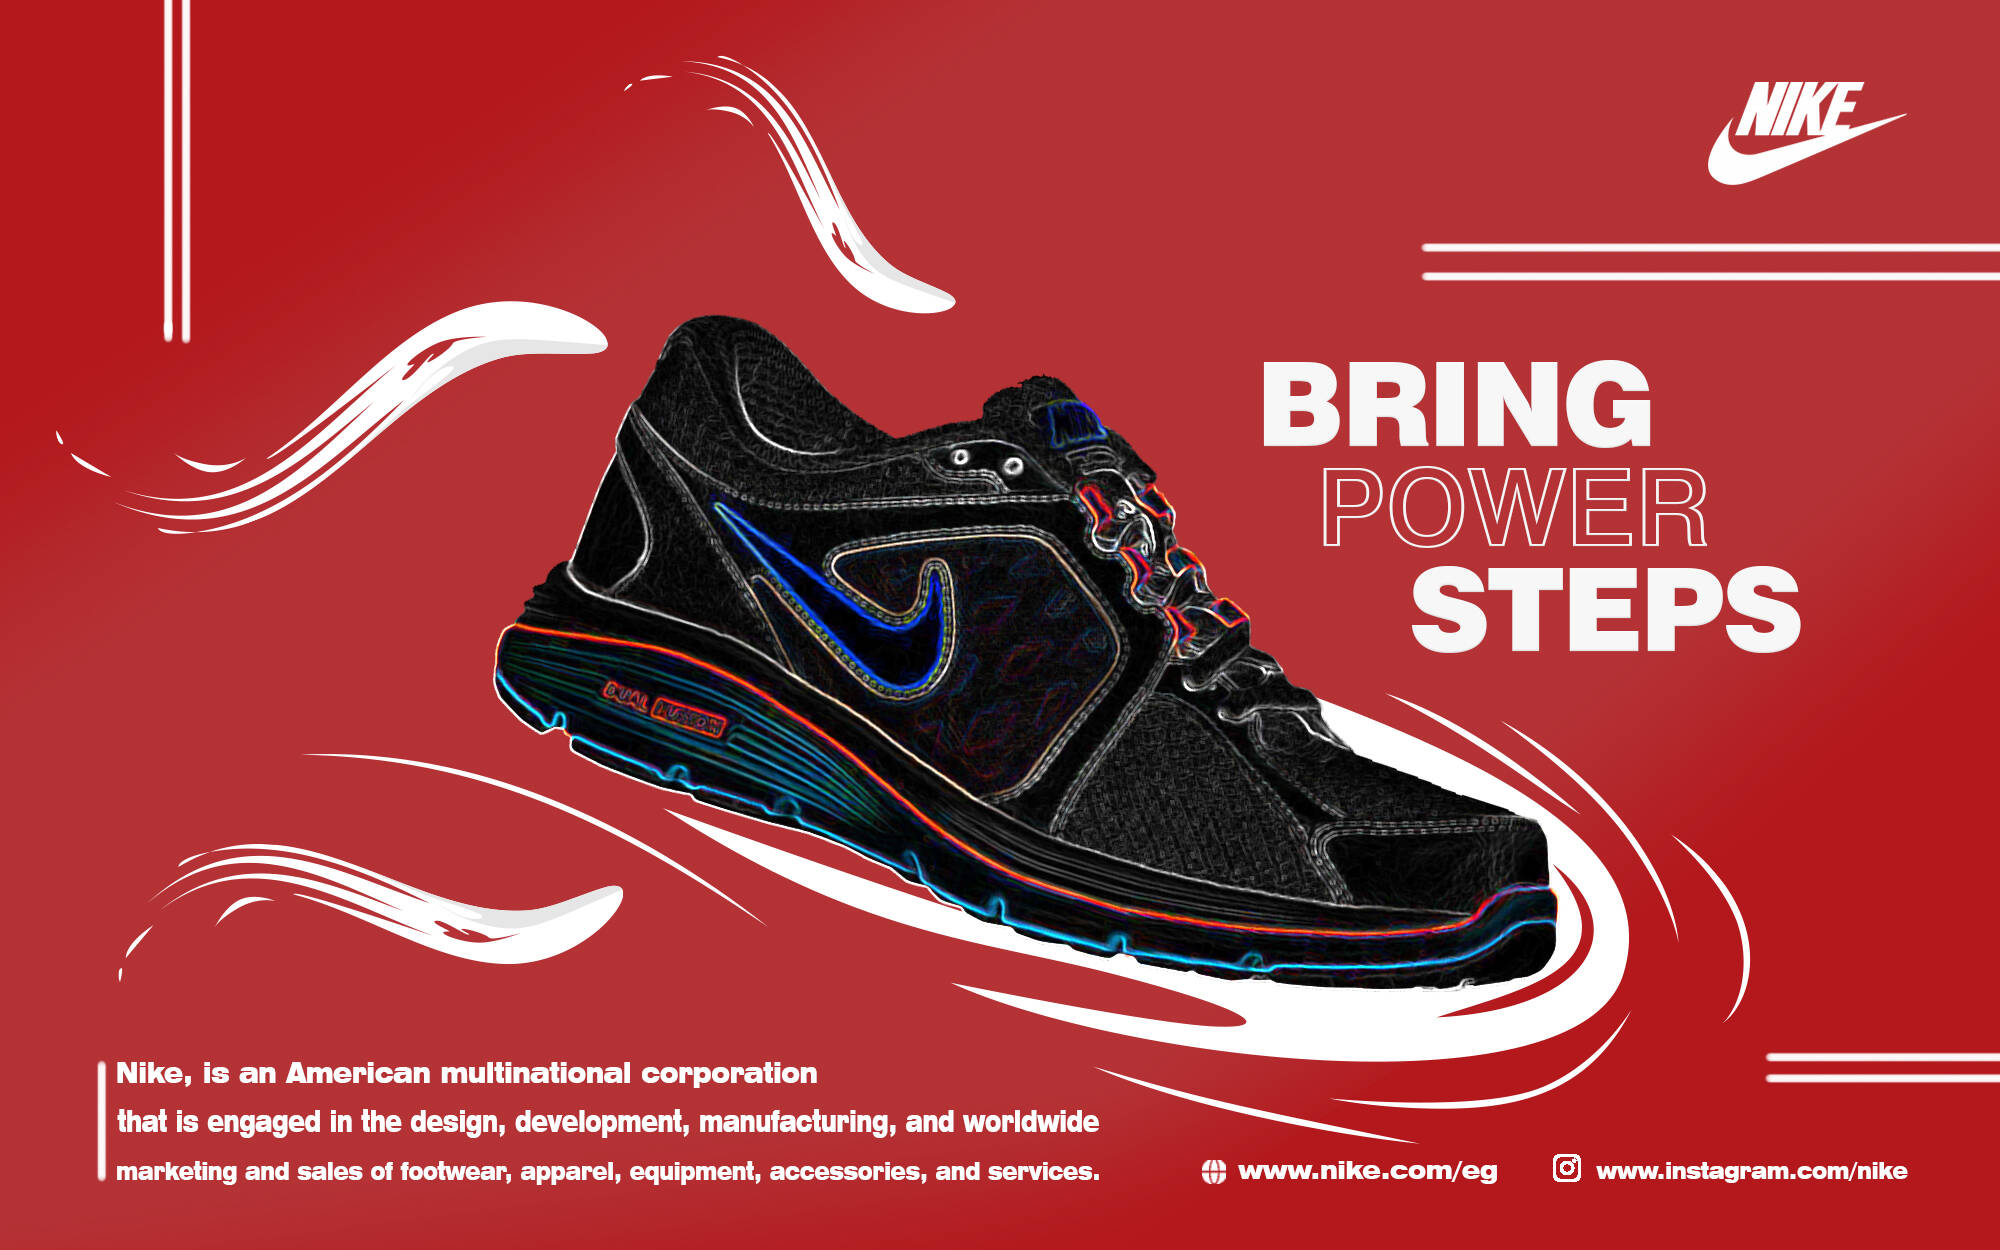 NIKE
BRING
POWER
STEPS
DUAL FUSION
Nike, is an American multinational corporation
that is engaged in the design, development, manufacturing, and worldwide
marketing and sales of footwear, apparel, equipment, accessories, and services.
www.nike.com/eg
www.instagram.com/nike